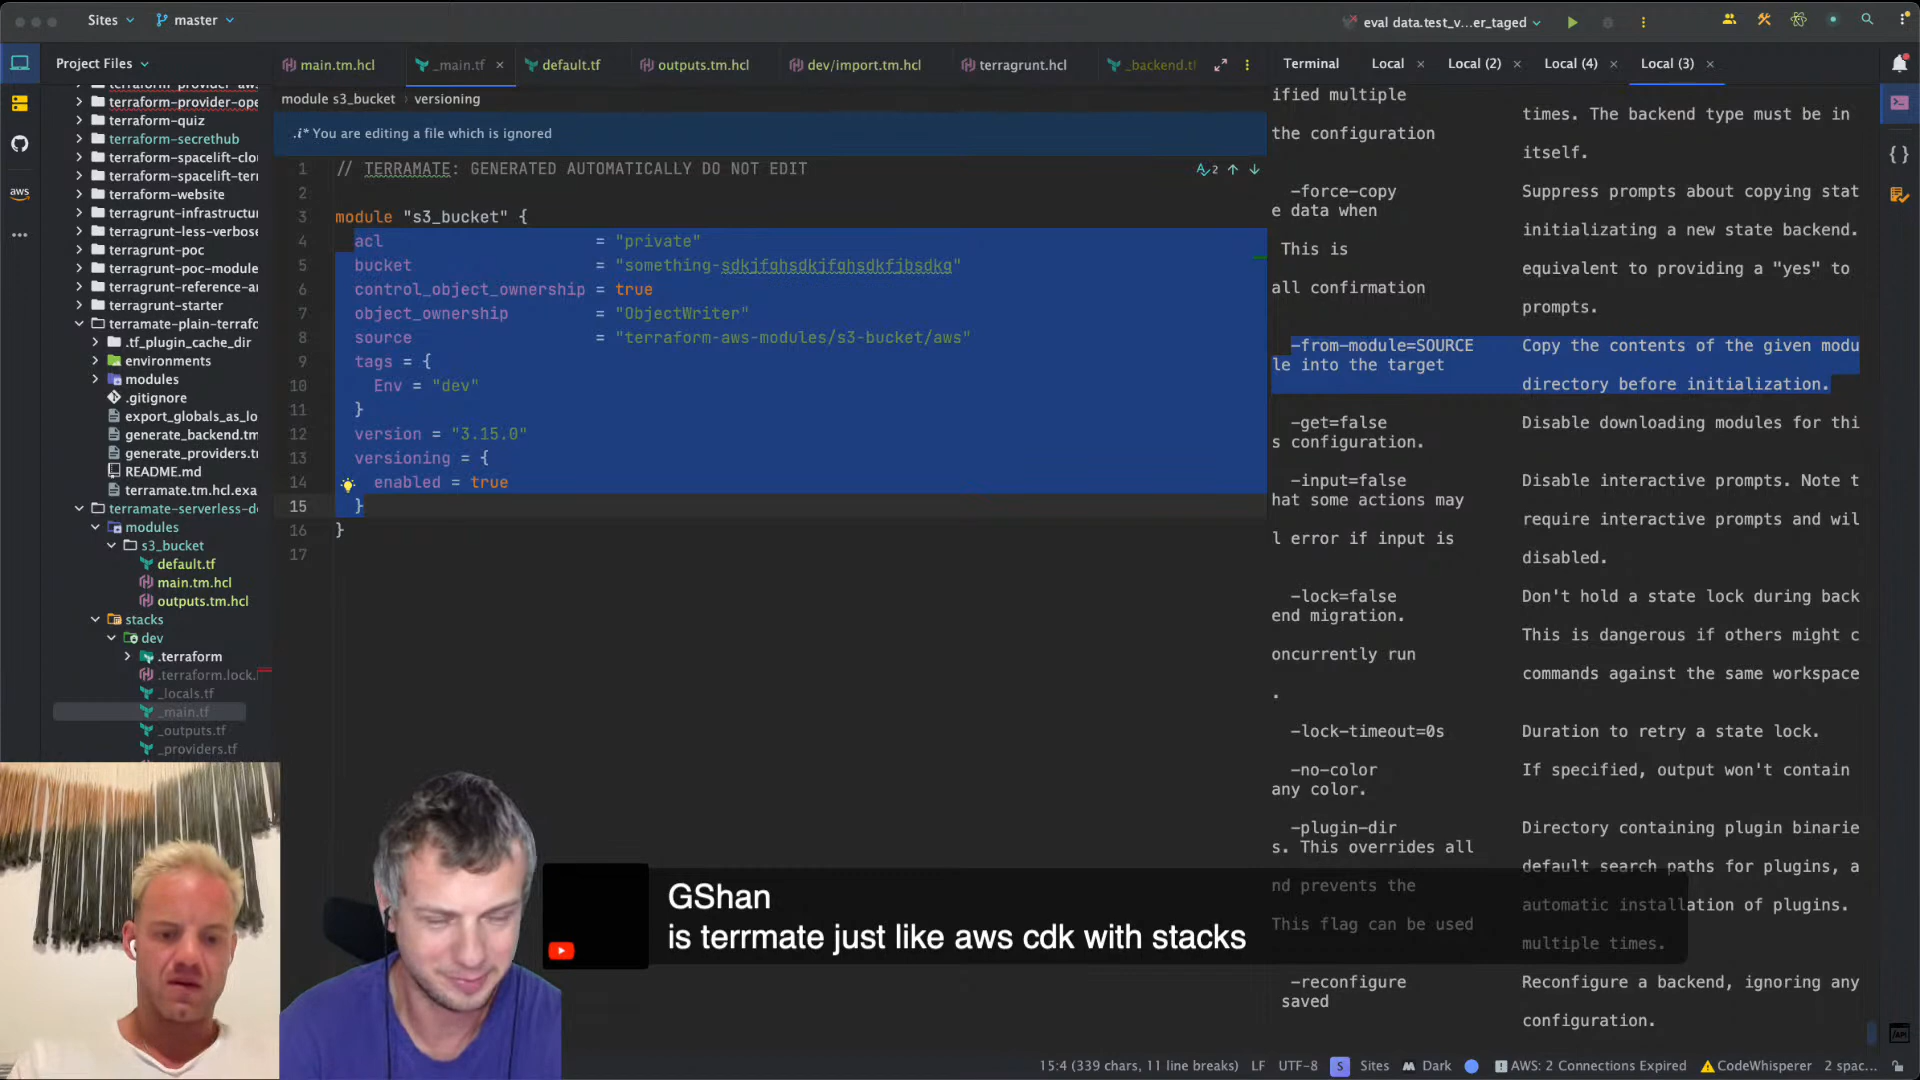 Sites
master
eval data.test_v...er_taged
Project Files
main.tm.hcl
_main.tf
default.tf
outputs.tm.hcl
dev/import.tm.hcl
terragrunt.hcl
_backend.tf
Terminal
Local
Local (2)
Local (4)
Local (3)
module s3_bucket
versioning
.i* You are editing a file which is ignored
terraform-provider-aws
terraform-provider-ope
terraform-quiz
terraform-secrethub
terraform-spacelift-clo
terraform-spacelift-terr
terraform-website
terragrunt-infrastructur
terragrunt-less-verbose
terragrunt-poc
terragrunt-poc-module
terragrunt-reference-ar
terragrunt-starter
terramate-plain-terrafo
.tf_plugin_cache_dir
environments
modules
.gitignore
export_globals_as_lo
generate_backend.tm
generate_providers.t
README.md
terramate.tm.hcl.exa
terramate-serverless-de
modules
s3_bucket
default.tf
main.tm.hcl
outputs.tm.hcl
stacks
dev
.terraform
.terraform.lock.
_locals.tf
_main.tf
_outputs.tf
_providers.tf
aws
1 // TERRAMATE: GENERATED AUTOMATICALLY DO NOT EDIT
2
3 module "s3_bucket" {
4 acl = "private"
5 bucket = "something-sdkjfghsdkjfghsdkfjbsdkg"
6 control_object_ownership = true
7 object_ownership = "ObjectWriter"
8 source = "terraform-aws-modules/s3-bucket/aws"
9 tags = {
10 Env = "dev"
11 }
12 version = "3.15.0"
13 versioning = {
14 enabled = true
15 }
16 }
17
2
ified multiple
times. The backend type must be in
the configuration
itself.
-force-copy Suppress prompts about copying stat
e data when
initializating a new state backend.
This is
equivalent to providing a "yes" to
all confirmation
prompts.
-from-module=SOURCE Copy the contents of the given modu
le into the target
directory before initialization.
-get=false Disable downloading modules for thi
s configuration.
-input=false Disable interactive prompts. Note t
hat some actions may
require interactive prompts and wil
l error if input is
disabled.
-lock=false Don't hold a state lock during back
end migration.
This is dangerous if others might c
oncurrently run
commands against the same workspace
.
-lock-timeout=0s Duration to retry a state lock.
-no-color If specified, output won't contain
any color.
-plugin-dir Directory containing plugin binarie
s. This overrides all
default search paths for plugins, a
nd prevents the
automatic installation of plugins.
This flag can be used
multiple times.
-reconfigure Reconfigure a backend, ignoring any
saved
configuration.
GShan
is terrmate just like aws cdk with stacks
15:4 (339 chars, 11 line breaks) LF UTF-8 S Sites Dark AWS: 2 Connections Expired CodeWhisperer 2 spac...